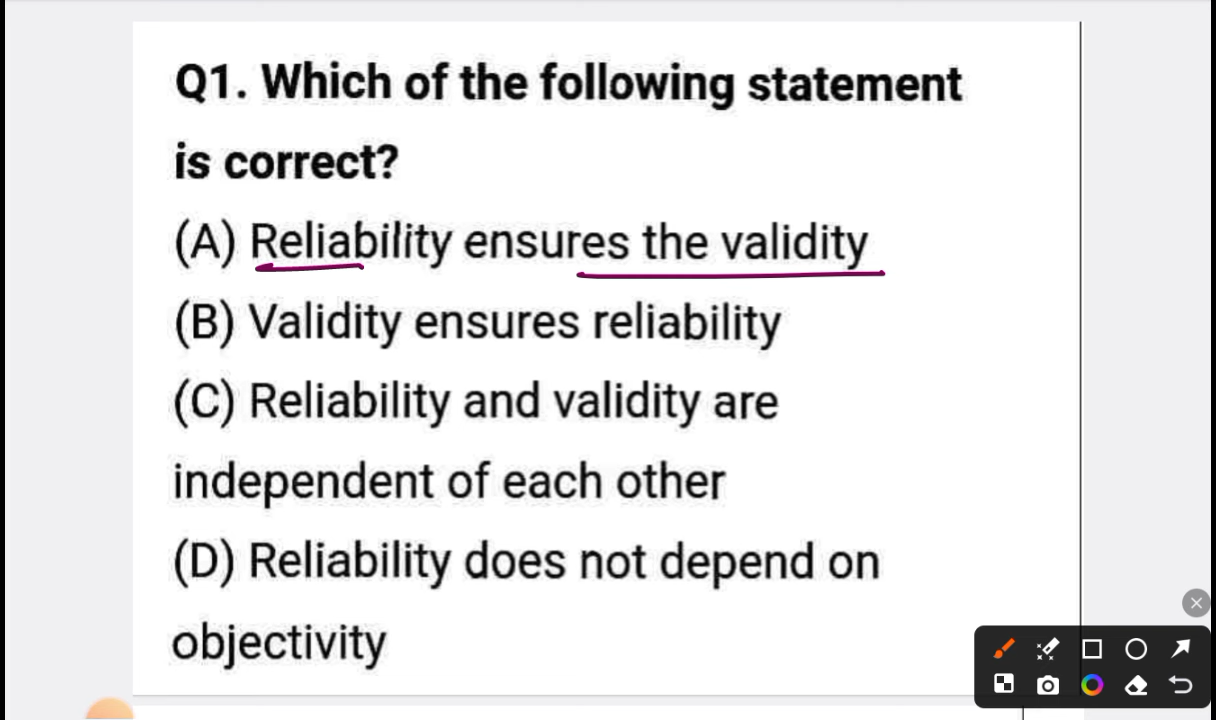 Q1. Which of the following statement
is correct?
(A) Reliability ensures the validity
(B) Validity ensures reliability
(C) Reliability and validity are
independent of each other
(D) Reliability does not depend on
objectivity